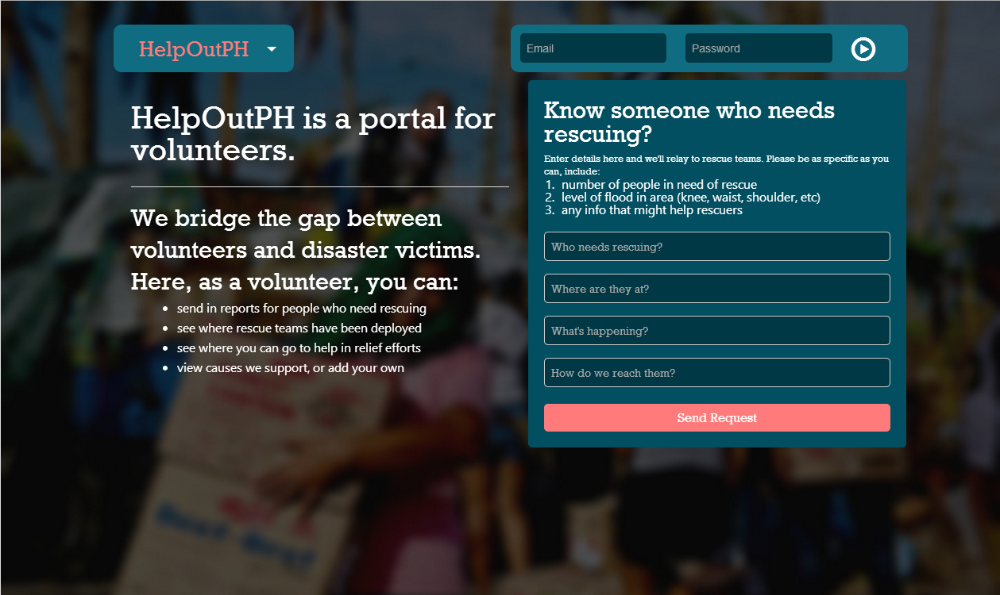 HelpOutPH
Email
Password
HelpOutPH is a portal for
volunteers.
We bridge the gap between
volunteers and disaster victims.
Here, as a volunteer, you can:
• send in reports for people who need rescuing
• see where rescue teams have been deployed
• see where you can go to help in relief efforts
• view causes we support, or add your own
Know someone who needs
rescuing?
Enter details here and we'll relay to rescue teams. Please be as specific as you
can, include:
1. number of people in need of rescue
2. level of flood in area (knee, waist, shoulder, etc)
3. any info that might help rescuers
Who needs rescuing?
Where are they at?
What's happening?
How do we reach them?
Send Request